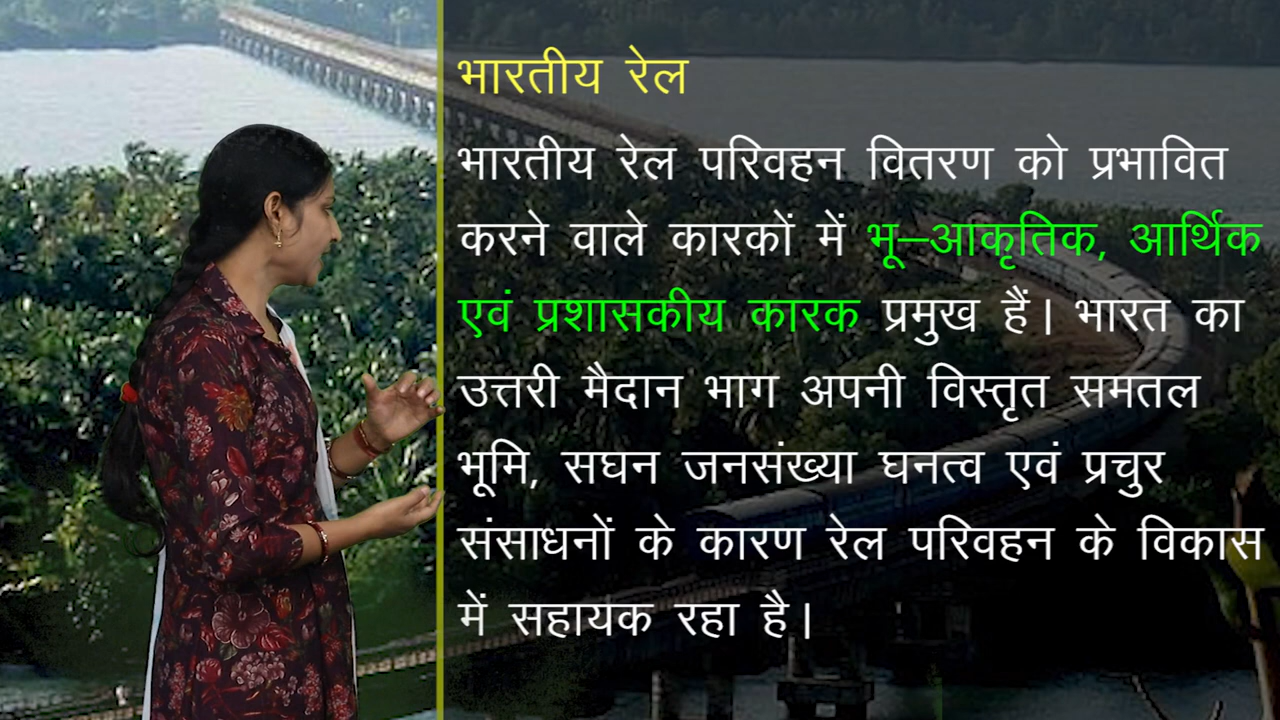 भारतीय रेल
भारतीय रेल परिवहन वितरण को प्रभावित
करने वाले कारकों में भू–आकृतिक, आर्थिक
एवं प्रशासकीय कारक प्रमुख हैं। भारत का
उत्तरी मैदान भाग अपनी विस्तृत समतल
भूमि, सघन जनसंख्या घनत्व एवं प्रचुर
संसाधनों के कारण रेल परिवहन के विकास
में सहायक रहा है।